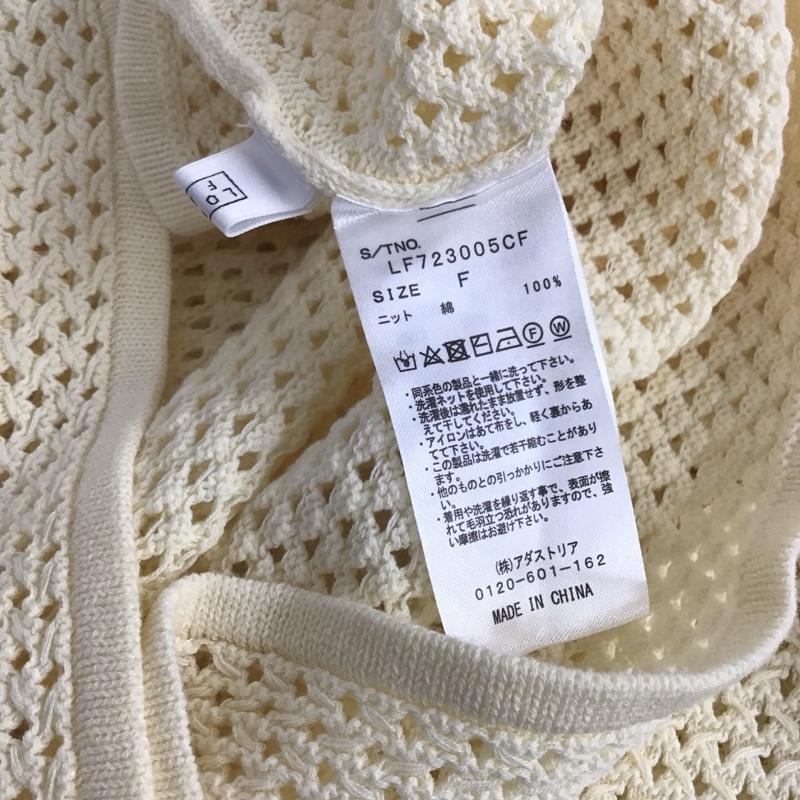 S/TNO.
LF723005CF
SIZE F
ニット 綿 100%
F W
・同系色の製品と一緒に洗って下さい。
・洗濯ネットを使用して下さい。
・洗濯後は濡れたまま放置せず、形を整
えて干してください。
・アイロンはあて布をし、軽く裏からあ
てて下さい。
・この製品は洗濯で若干縮むことがあり
ます。
・他のものとの引っかかりにご注意下さ
い。
・着用や洗濯を繰り返す事で、表面が擦
れて毛羽立つ恐れがありますので、強
い摩擦はお避け下さい。
(株)アダストリア
0120-601-162
MADE IN CHINA